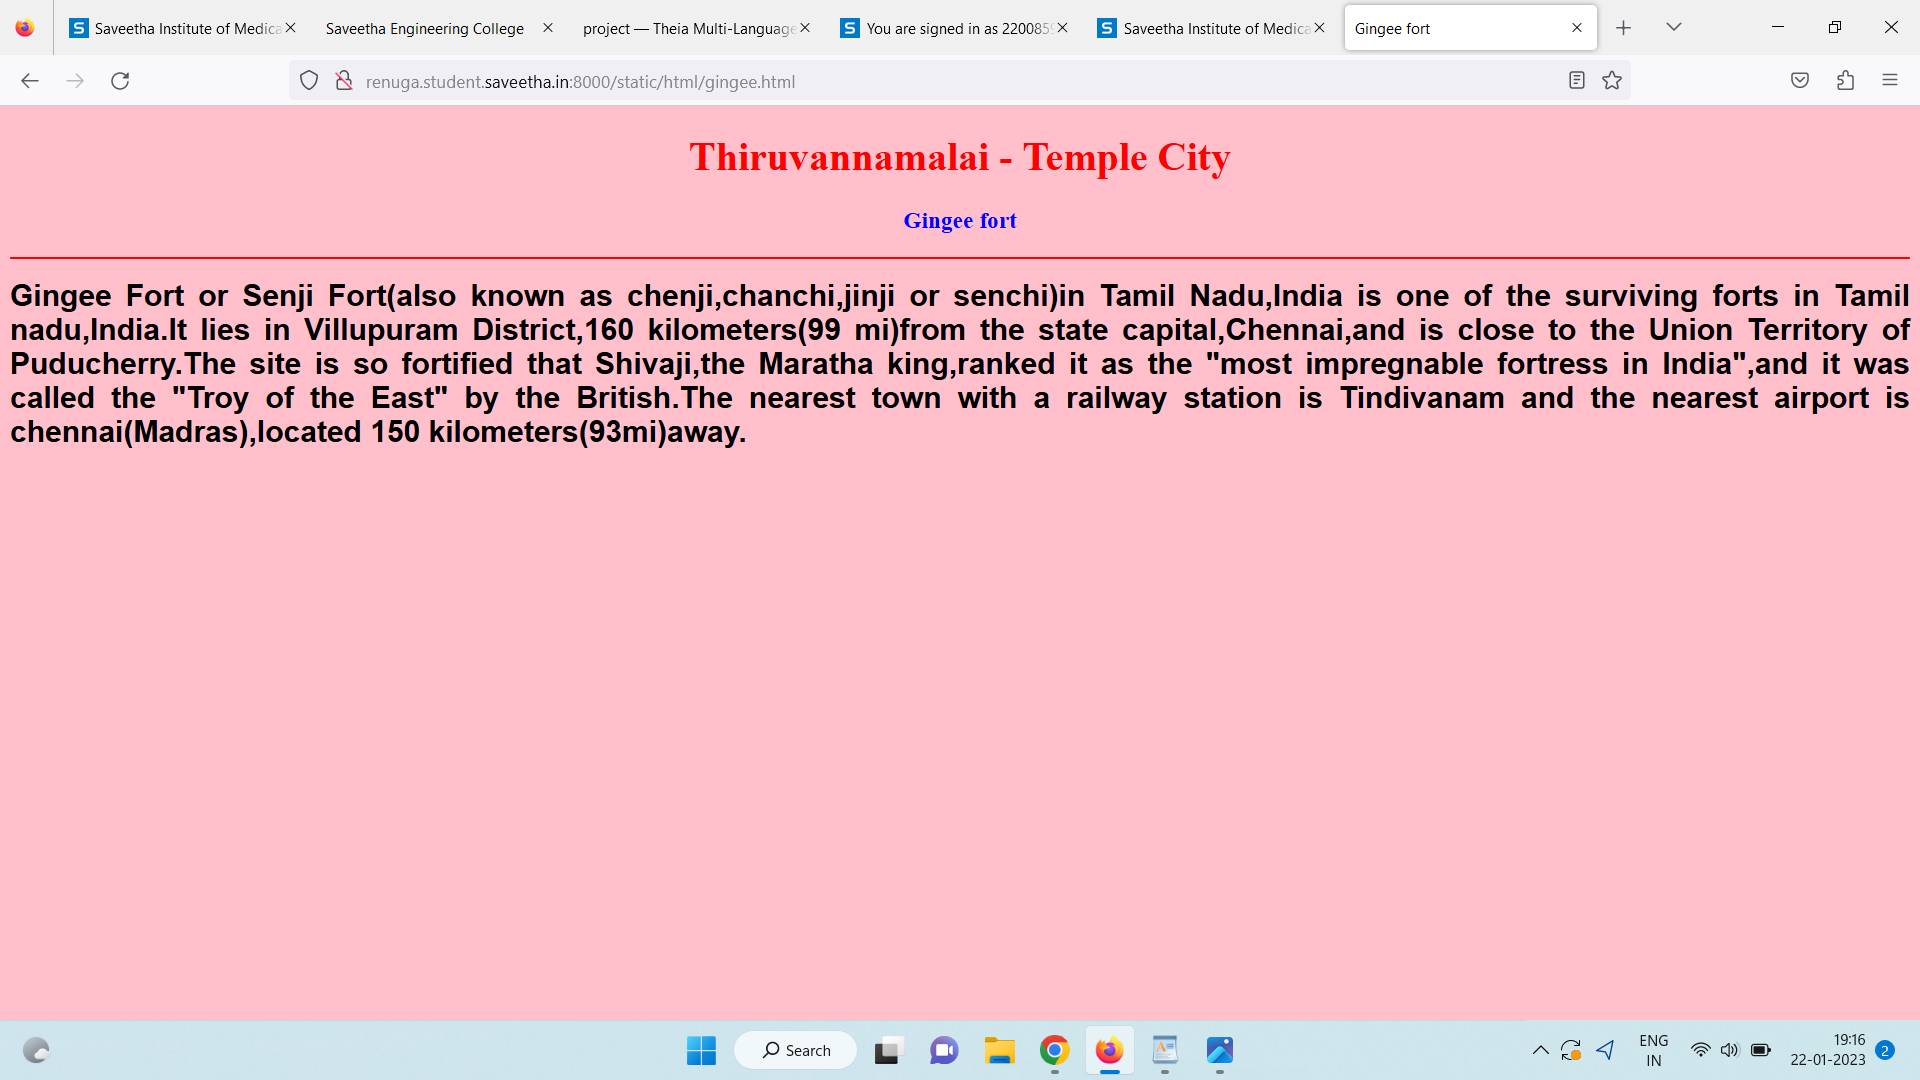 Saveetha Institute of Medica
Saveetha Engineering College
project — Theia Multi-Language
You are signed in as 220085
Saveetha Institute of Medica
Gingee fort
renuga.student.saveetha.in:8000/static/html/gingee.html
Thiruvannamalai - Temple City
Gingee fort
Gingee Fort or Senji Fort(also known as chenji,chanchi,jinji or senchi)in Tamil Nadu,India is one of the surviving forts in Tamil
nadu,India.It lies in Villupuram District,160 kilometers(99 mi)from the state capital,Chennai,and is close to the Union Territory of
Puducherry.The site is so fortified that Shivaji,the Maratha king,ranked it as the "most impregnable fortress in India",and it was
called the "Troy of the East" by the British.The nearest town with a railway station is Tindivanam and the nearest airport is
chennai(Madras),located 150 kilometers(93mi)away.
Search
ENG
IN
19:16
22-01-2023
2